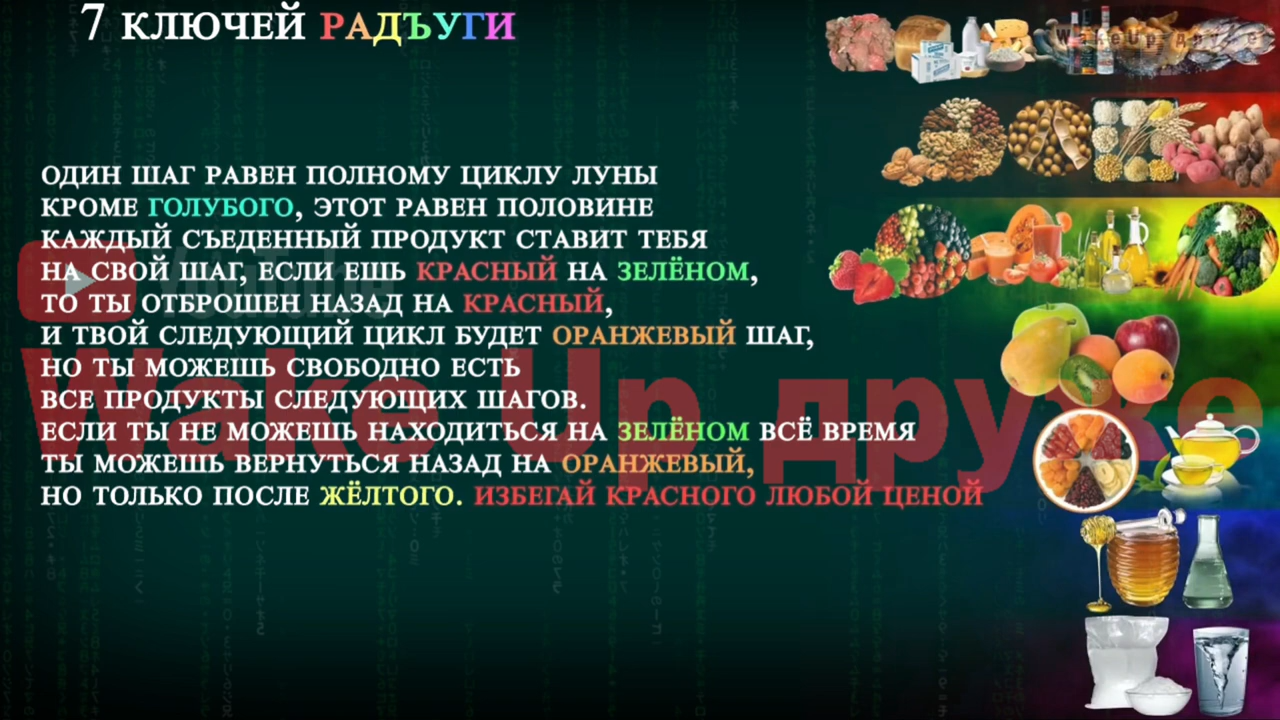 7 КЛЮЧЕЙ РАДЪУГИ
WakeUp друже
ОДИН ШАГ РАВЕН ПОЛНОМУ ЦИКЛУ ЛУНЫ
КРОМЕ ГОЛУБОГО, ЭТОТ РАВЕН ПОЛОВИНЕ
КАЖДЫЙ СЪЕДЕННЫЙ ПРОДУКТ СТАВИТ ТЕБЯ
НА СВОЙ ШАГ, ЕСЛИ ЕШЬ КРАСНЫЙ НА ЗЕЛЁНОМ,
ТО ТЫ ОТБРОШЕН НАЗАД НА КРАСНЫЙ,
И ТВОЙ СЛЕДУЮЩИЙ ЦИКЛ БУДЕТ ОРАНЖЕВЫЙ ШАГ,
НО ТЫ МОЖЕШЬ СВОБОДНО ЕСТЬ
ВСЕ ПРОДУКТЫ СЛЕДУЮЩИХ ШАГОВ.
ЕСЛИ ТЫ НЕ МОЖЕШЬ НАХОДИТЬСЯ НА ЗЕЛЁНОМ ВСЁ ВРЕМЯ
ТЫ МОЖЕШЬ ВЕРНУТЬСЯ НАЗАД НА ОРАНЖЕВЫЙ,
НО ТОЛЬКО ПОСЛЕ ЖЁЛТОГО. ИЗБЕГАЙ КРАСНОГО ЛЮБОЙ ЦЕНОЙ
YouTube
Wake Up друже